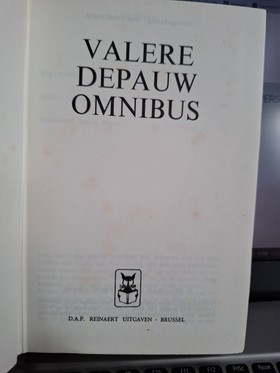 VALERE
DEPAUW
OMNIBUS
D.A.P. REINAERT UITGAVEN - BRUSSEL